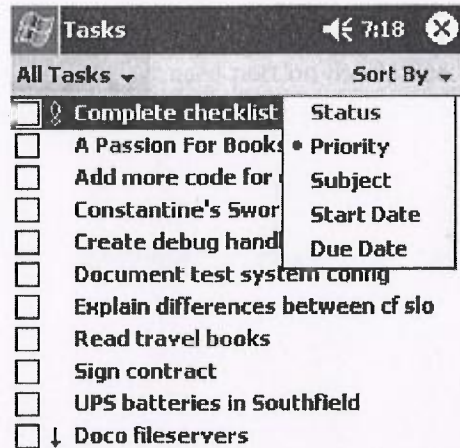 Tasks 7:18
All Tasks Sort By
Complete checklist Status
A Passion For Books Priority
Add more code for Subject
Constantine's Start Date
Create debug Due Date
Document test system config
Explain differences between cf slo
Read travel books
Sign contract
UPS batteries in Southfield
Doco fileservers